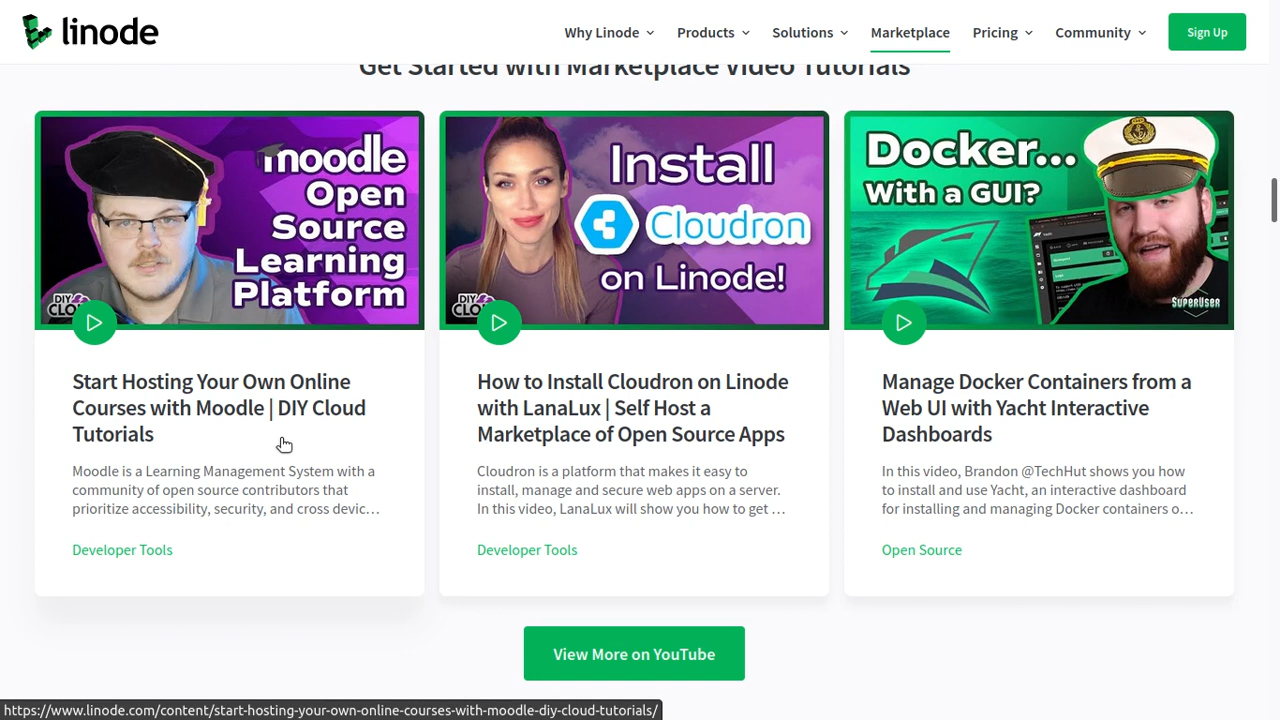 linode
Why Linode
Products
Solutions
Marketplace
Pricing
Community
Sign Up
Get Started with Marketplace Video Tutorials
moodle
Open
Source
Learning
Platform
DIY
Install
Cloudron
on Linode!
DIY
Docker...
With a GUI?
SUPERUSER
Start Hosting Your Own Online
Courses with Moodle | DIY Cloud
Tutorials
Moodle is a Learning Management System with a
community of open source contributors that
prioritize accessibility, security, and cross devic...
Developer Tools
How to Install Cloudron on Linode
with LanaLux | Self Host a
Marketplace of Open Source Apps
Cloudron is a platform that makes it easy to
install, manage and secure web apps on a server.
In this video, LanaLux will show you how to get ...
Developer Tools
Manage Docker Containers from a
Web UI with Yacht Interactive
Dashboards
In this video, Brandon @TechHut shows you how
to install and use Yacht, an interactive dashboard
for installing and managing Docker containers o...
Open Source
View More on YouTube
https://www.linode.com/content/start-hosting-your-own-online-courses-with-moodle-diy-cloud-tutorials/